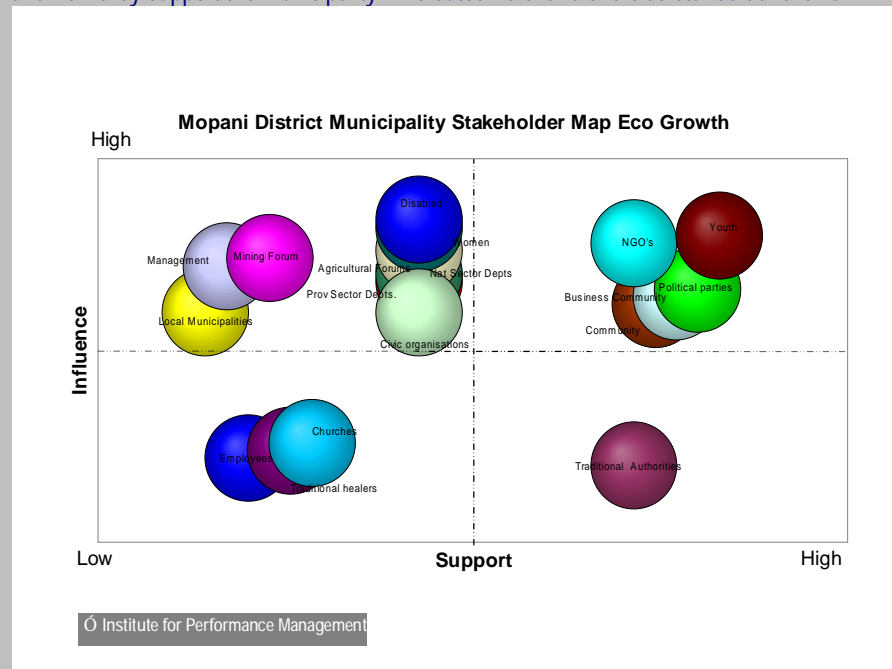 Mopani District Municipality Stakeholder Map Eco Growth
High
Disabled
Women
Youth
NGO's
Management
Mining Forum
Agricultural Forums
Nat Sector Depts
Political parties
Prov Sector Depts.
Business Community
Local Municipalities
Community
Civic organisations
Influence
Churches
Employees
Traditional healers
Traditional Authorities
Low
Support
High
Ó Institute for Performance Management